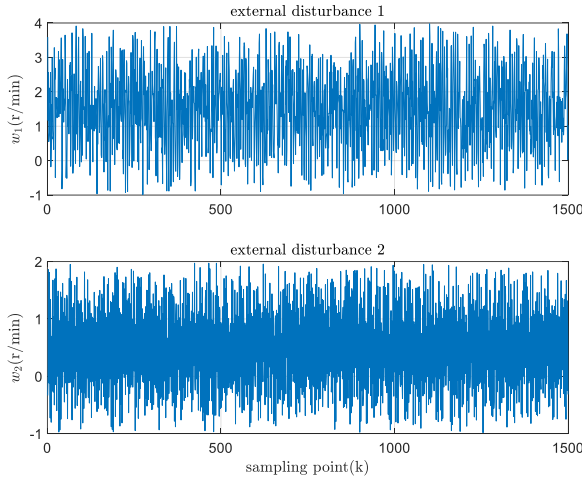 external disturbance 1
w₁(r/min)
4
3
2
1
0
-1
0 500 1000 1500
external disturbance 2
w₂(r/min)
2
1
0
-1
0 500 1000 1500
sampling point(k)